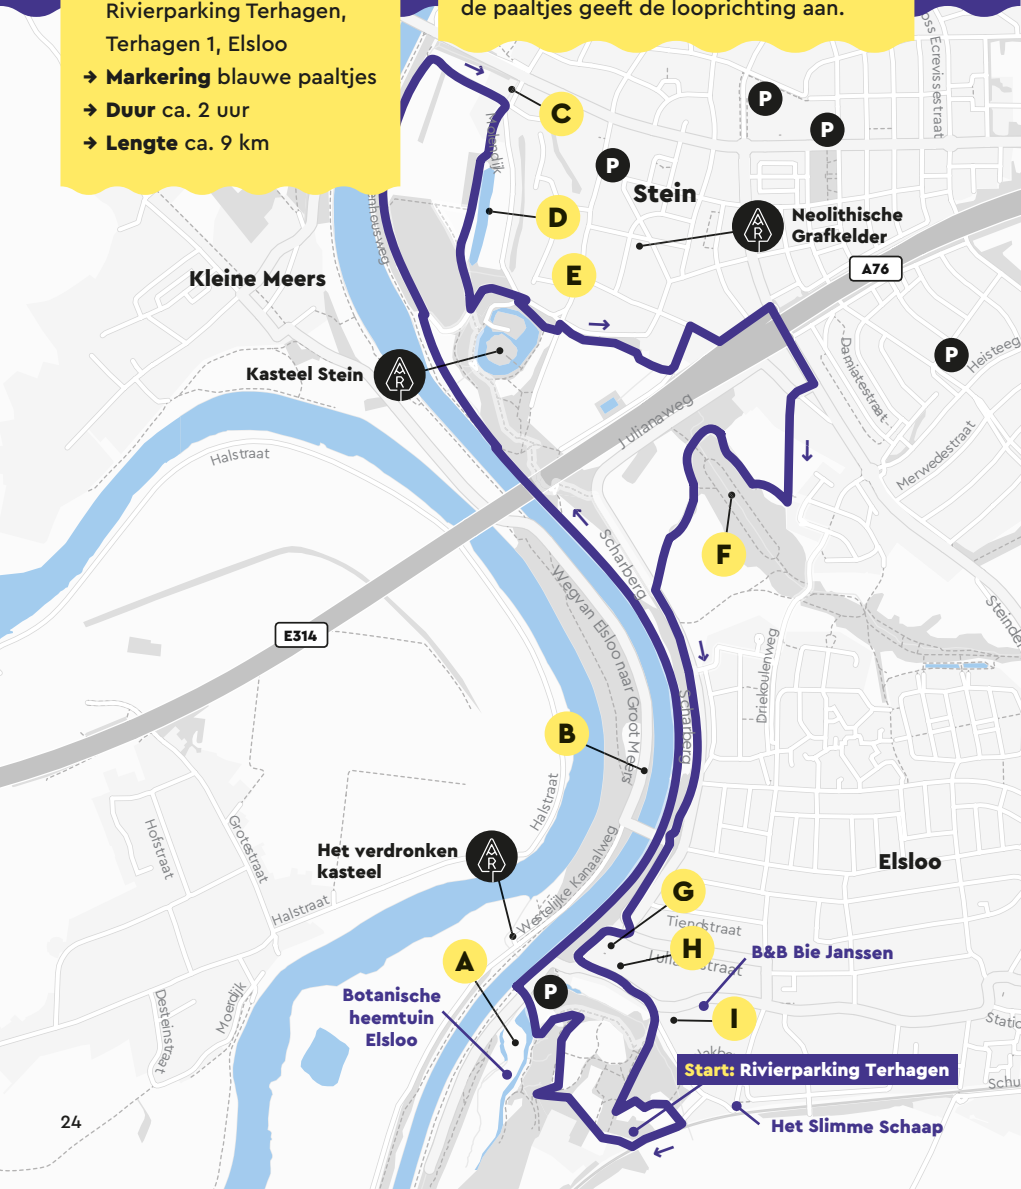 Rivierparking Terhagen,
Terhagen 1, Elsloo
→ Markering blauwe paaltjes
→ Duur ca. 2 uur
→ Lengte ca. 9 km
de paaltjes geeft de looprichting aan.
C
P
P
P
Molendijk
Stein
D
Neolithische
Grafkelder
E
A76
Kleine Meers
P
Heisteeg
Kasteel Stein
Damiatestraat
Julianaweg
Merwedestraat
Halstraat
F
Scharberg
Weg van Elsloo naar Groot Meers
E314
Driekoulenweg
Scharberg
B
Halstraat
Hofstraat
Grotestraat
Het verdronken
kasteel
Westelijke Kanaalweg
Elsloo
Halstraat
G
Tiendstraat
H
B&B Bie Janssen
A
P
Botanische
heemtuin
Elsloo
Desteinstraat
Moerdijk
I
Start: Rivierparking Terhagen
Het Slimme Schaap
24